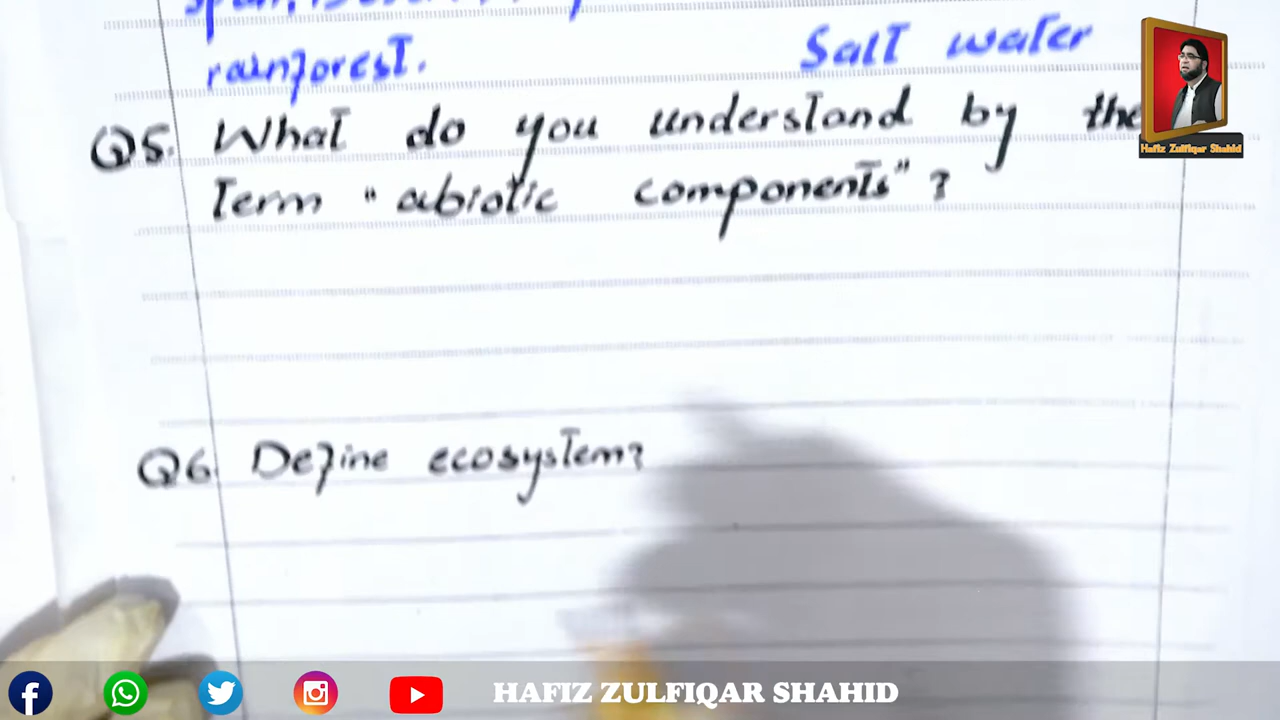 rainforest. Salt water
Q5. What do you understand by the
Term "abiotic components"?
Q6. Define ecosystem?
Hafiz Zulfiqar Shahid
HAFIZ ZULFIQAR SHAHID